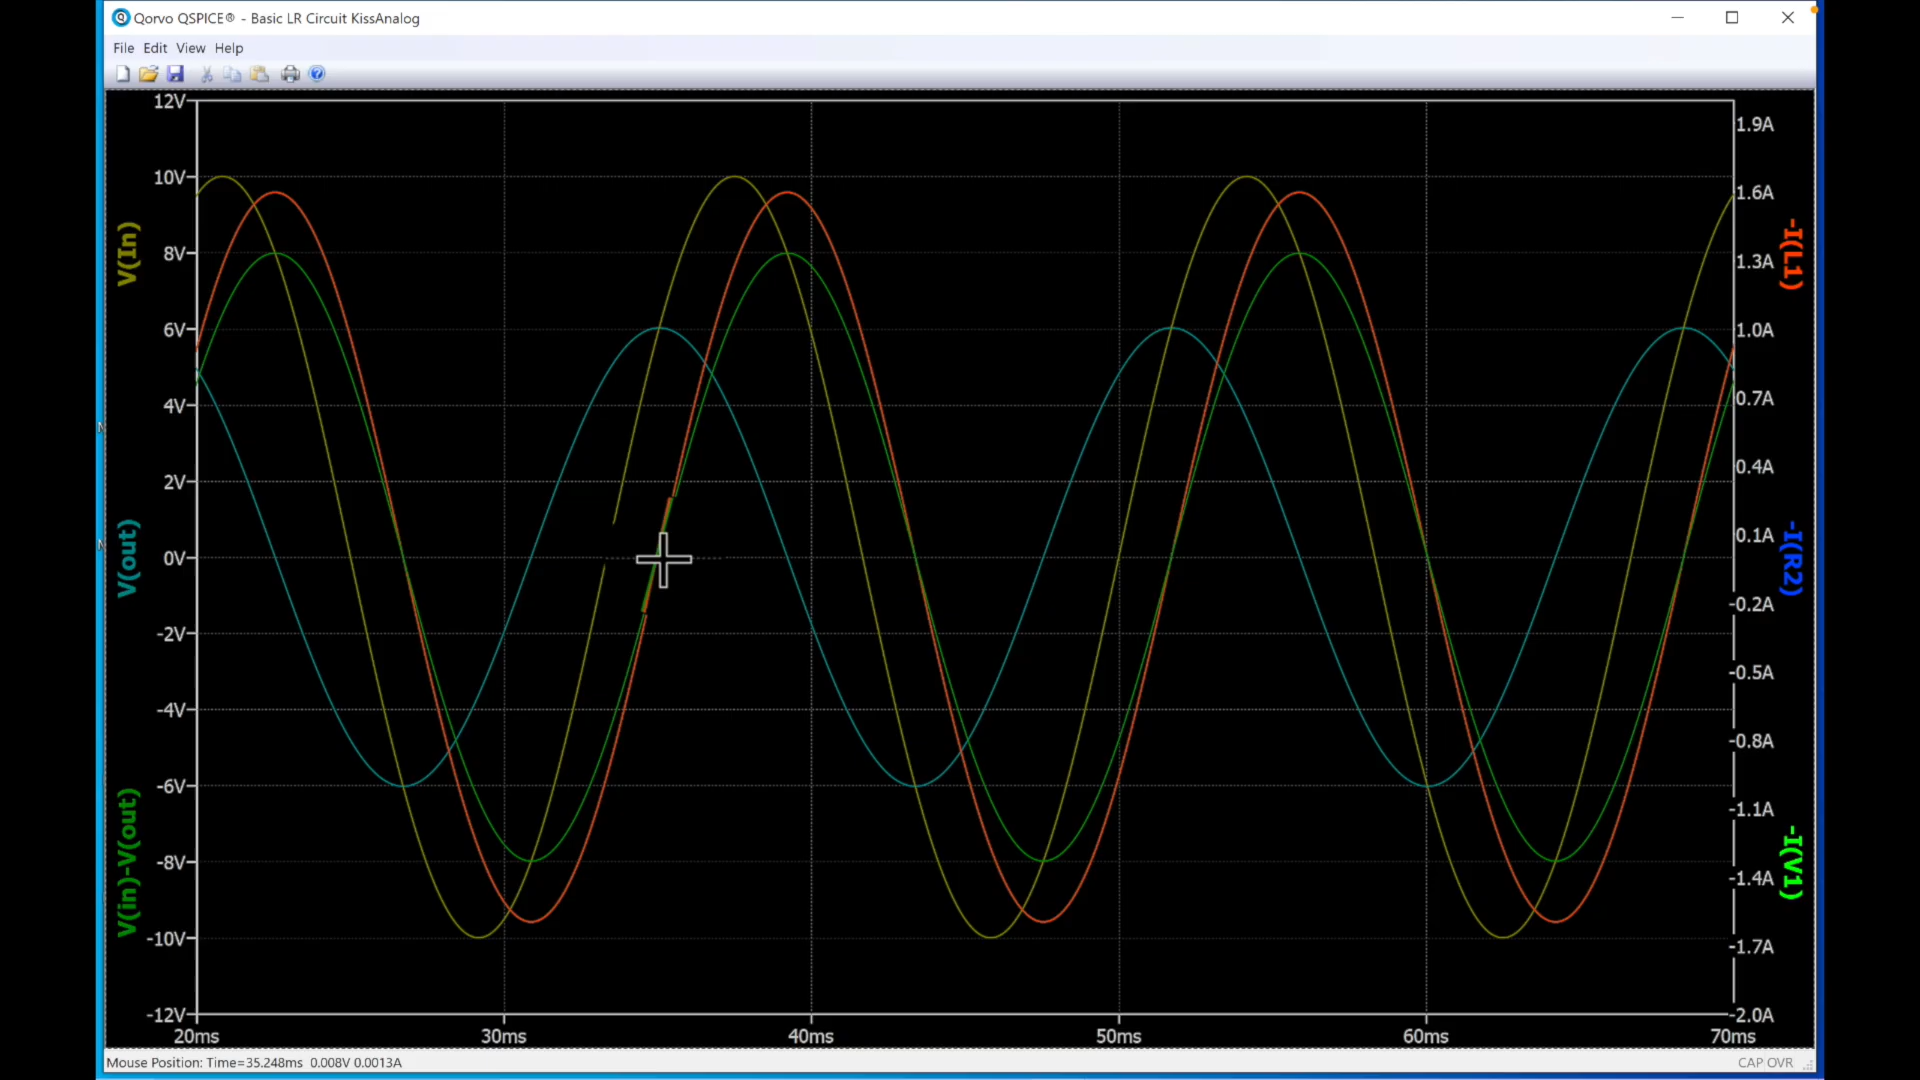 Qorvo QSPICE® - Basic LR Circuit KissAnalog
File Edit View Help
12V
10V
8V
6V
4V
2V
0V
-2V
-4V
-6V
-8V
-10V
-12V
V(In)
V(out)
V(in)-V(out)
1.9A
1.6A
1.3A
1.0A
0.7A
0.4A
0.1A
-0.2A
-0.5A
-0.8A
-1.1A
-1.4A
-1.7A
-2.0A
-I(L1)
-I(R2)
-I(V1)
20ms 30ms 40ms 50ms 60ms 70ms
Mouse Position: Time=35.248ms 0.008V 0.0013A
CAP OVR